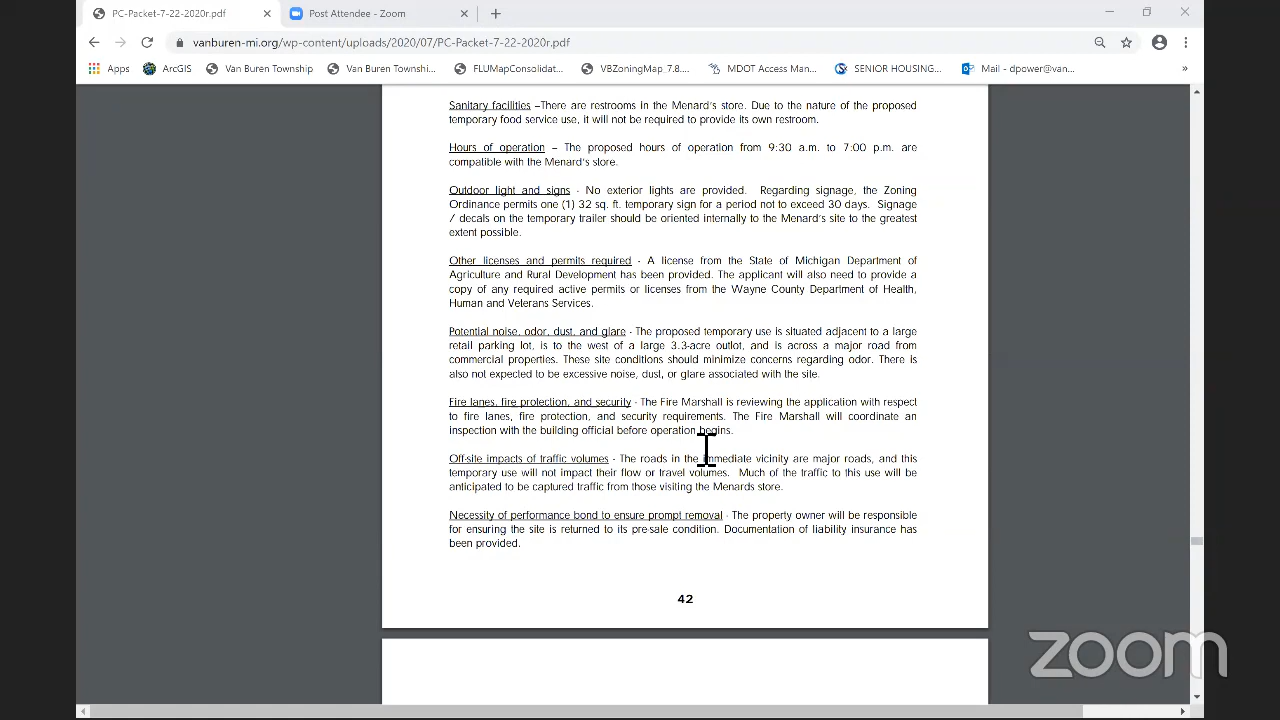 PC-Packet-7-22-2020r.pdf
Post Attendee - Zoom
vanburen-mi.org/wp-content/uploads/2020/07/PC-Packet-7-22-2020r.pdf
Apps ArcGIS Van Buren Township Van Buren Townshi... FLUMapConsolidat... VBZoningMap_7.8.... MDOT Access Man... SENIOR HOUSING... Mail - dpower@van... »
Sanitary facilities –There are restrooms in the Menard's store. Due to the nature of the proposed
temporary food service use, it will not be required to provide its own restroom.
Hours of operation – The proposed hours of operation from 9:30 a.m. to 7:00 p.m. are
compatible with the Menard's store.
Outdoor light and signs - No exterior lights are provided. Regarding signage, the Zoning
Ordinance permits one (1) 32 sq. ft. temporary sign for a period not to exceed 30 days. Signage
/ decals on the temporary trailer should be oriented internally to the Menard's site to the greatest
extent possible.
Other licenses and permits required - A license from the State of Michigan Department of
Agriculture and Rural Development has been provided. The applicant will also need to provide a
copy of any required active permits or licenses from the Wayne County Department of Health,
Human and Veterans Services.
Potential noise, odor, dust, and glare - The proposed temporary use is situated adjacent to a large
retail parking lot, is to the west of a large 3.3-acre outlot, and is across a major road from
commercial properties. These site conditions should minimize concerns regarding odor. There is
also not expected to be excessive noise, dust, or glare associated with the site.
Fire lanes, fire protection, and security - The Fire Marshall is reviewing the application with respect
to fire lanes, fire protection, and security requirements. The Fire Marshall will coordinate an
inspection with the building official before operation begins.
Off-site impacts of traffic volumes - The roads in the immediate vicinity are major roads, and this
temporary use will not impact their flow or travel volumes. Much of the traffic to this use will be
anticipated to be captured traffic from those visiting the Menards store.
Necessity of performance bond to ensure prompt removal - The property owner will be responsible
for ensuring the site is returned to its pre-sale condition. Documentation of liability insurance has
been provided.
42
zoom